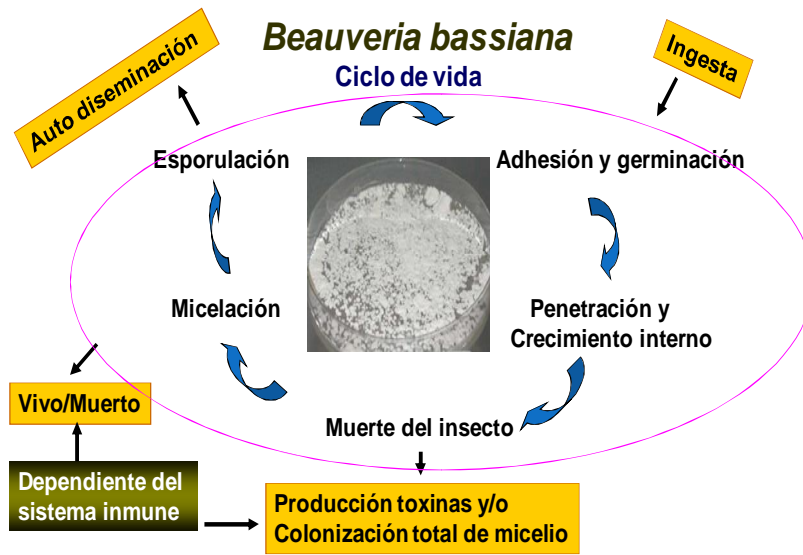 Beauveria bassiana
Ciclo de vida
Auto diseminación
Ingesta
Esporulación
Adhesión y germinación
Micelación
Penetración y
Crecimiento interno
Vivo/Muerto
Muerte del insecto
Dependiente del
sistema inmune
Producción toxinas y/o
Colonización total de micelio